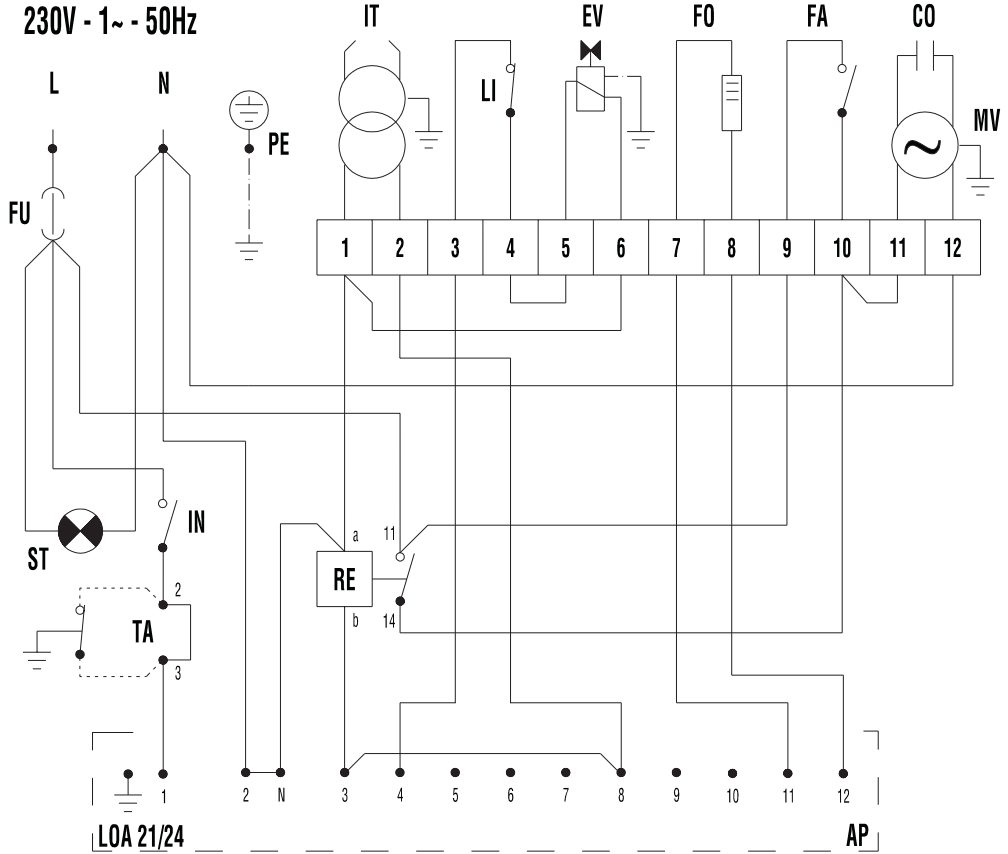 230V - 1~ - 50Hz
IT EV FO FA CO
L N
LI
PE
MV
FU
1 2 3 4 5 6 7 8 9 10 11 12
IN
ST
a 11
RE
b 14
2
TA
3
1 2 N 3 4 5 6 7 8 9 10 11 12
LOA 21/24 AP